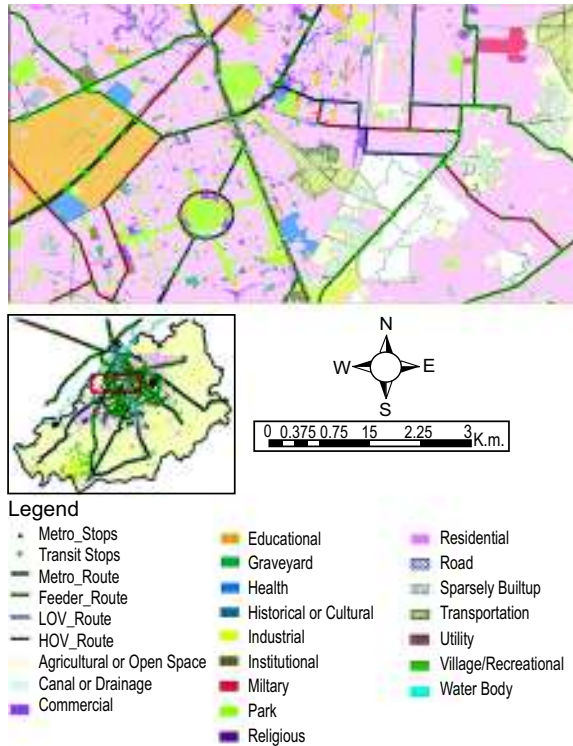 N
W E
S
0 0.375 0.75 15 2.25 3 K.m.
Legend
Metro_Stops
Transit Stops
Metro_Route
Feeder_Route
LOV_Route
HOV_Route
Agricultural or Open Space
Canal or Drainage
Commercial
Educational
Graveyard
Health
Historical or Cultural
Industrial
Institutional
Miltary
Park
Religious
Residential
Road
Sparsely Builtup
Transportation
Utility
Village/Recreational
Water Body